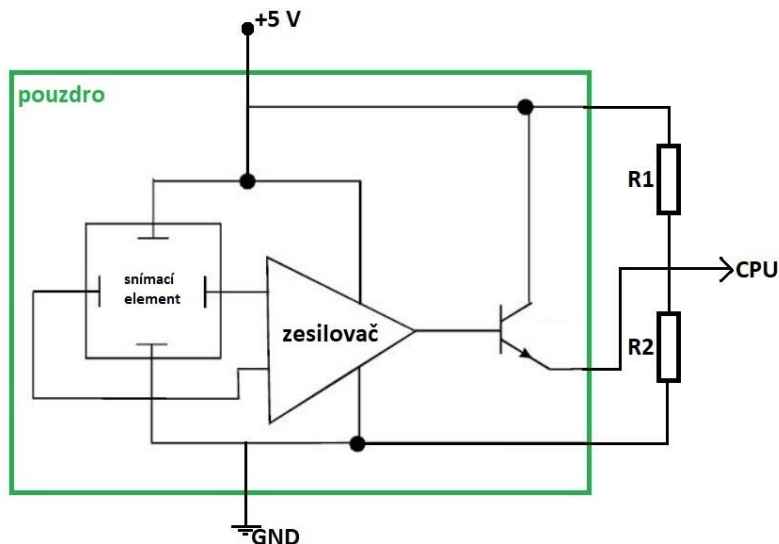 +5 V
pouzdro
R1
snímací
element
CPU
zesilovač
R2
GND